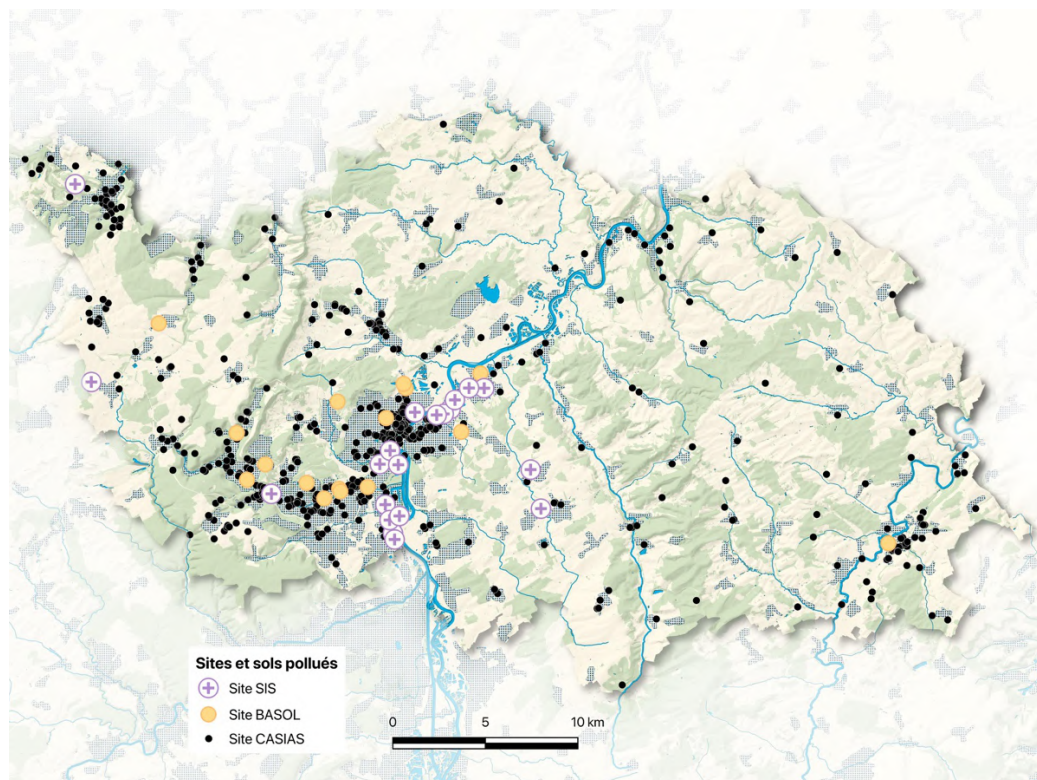 Sites et sols pollués
Site SIS
Site BASOL
Site CASIAS
0 5 10 km